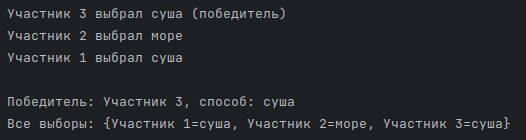 Участник 3 выбрал суша (победитель)
Участник 2 выбрал море
Участник 1 выбрал суша
Победитель: Участник 3, способ: суша
Все выборы: {Участник 1=суша, Участник 2=море, Участник 3=суша}